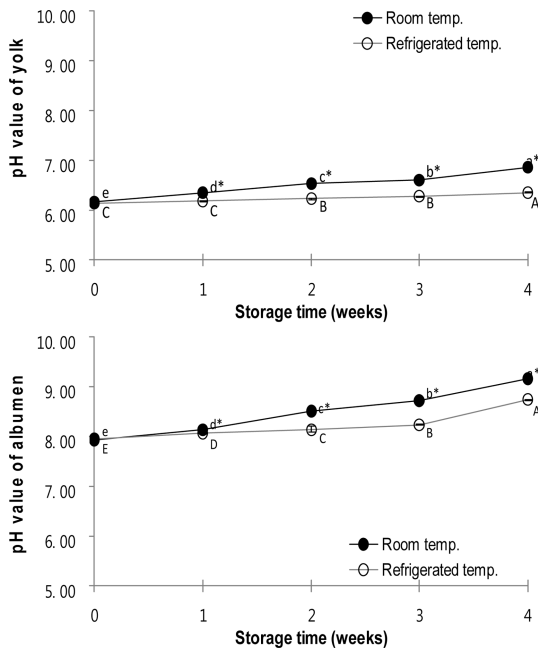 10. 00
Room temp.
Refrigerated temp.
9. 00
8. 00
7. 00
6. 00
5. 00
pH value of yolk
e
d*
c*
b*
a*
C
C
B
B
A
0 1 2 3 4
Storage time (weeks)
10. 00
9. 00
8. 00
7. 00
6. 00
5. 00
pH value of albumen
e
d*
c*
b*
a*
E
D
C
B
A
Room temp.
Refrigerated temp.
0 1 2 3 4
Storage time (weeks)